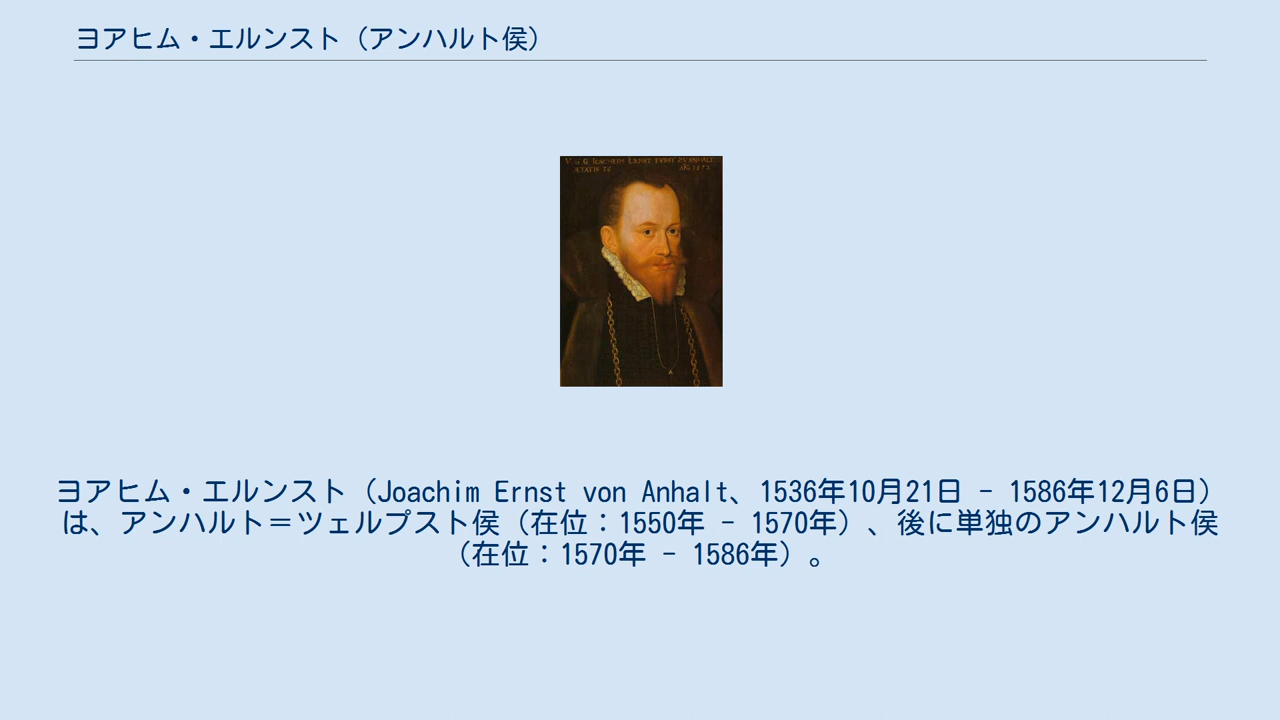 ヨアヒム・エルンスト（アンハルト侯）
ヨアヒム・エルンスト（Joachim Ernst von Anhalt、1536年10月21日 - 1586年12月6日）
は、アンハルト＝ツェルプスト侯（在位：1550年 - 1570年）、後に単独のアンハルト侯
（在位：1570年 - 1586年）。